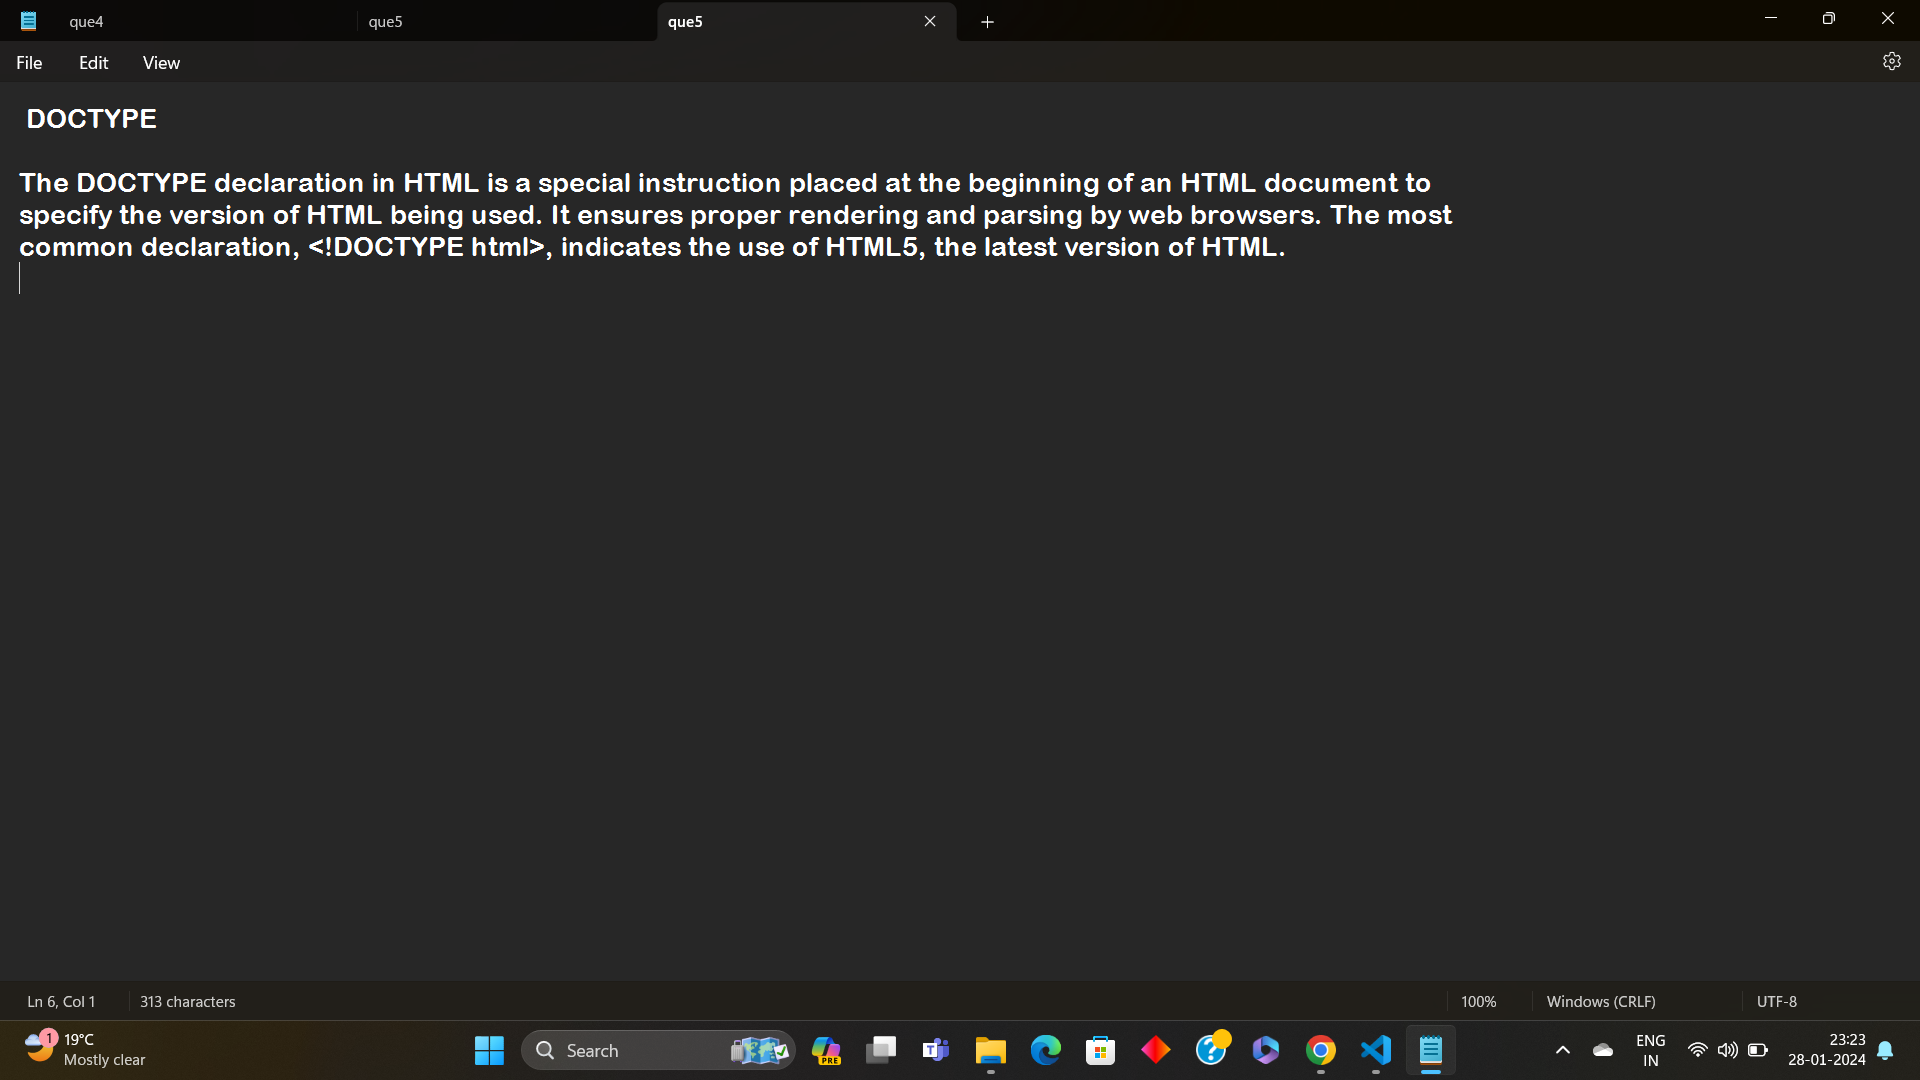 que4
que5
que5
File Edit View
DOCTYPE
The DOCTYPE declaration in HTML is a special instruction placed at the beginning of an HTML document to
specify the version of HTML being used. It ensures proper rendering and parsing by web browsers. The most
common declaration, <!DOCTYPE html>, indicates the use of HTML5, the latest version of HTML.
Ln 6, Col 1
313 characters
100%
Windows (CRLF)
UTF-8
1
19°C
Mostly clear
Search
PRE
ENG
IN
23:23
28-01-2024